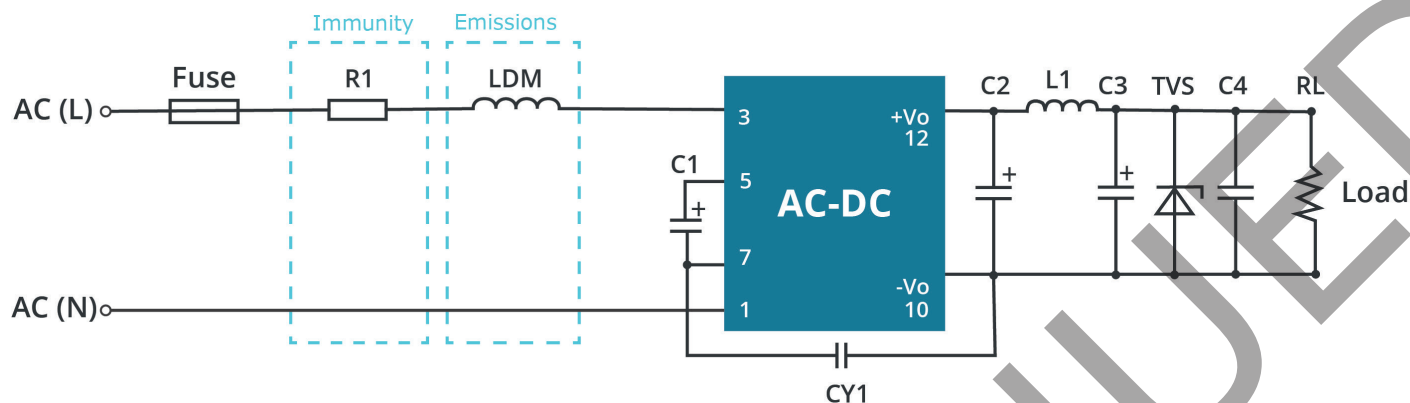 Immunity
Emissions
Fuse
R1
LDM
AC (L)
3
+Vo
12
C2
L1
C3
TVS
C4
RL
C1
+
5
AC-DC
+
+
Load
7
AC (N)
1
-Vo
10
CY1